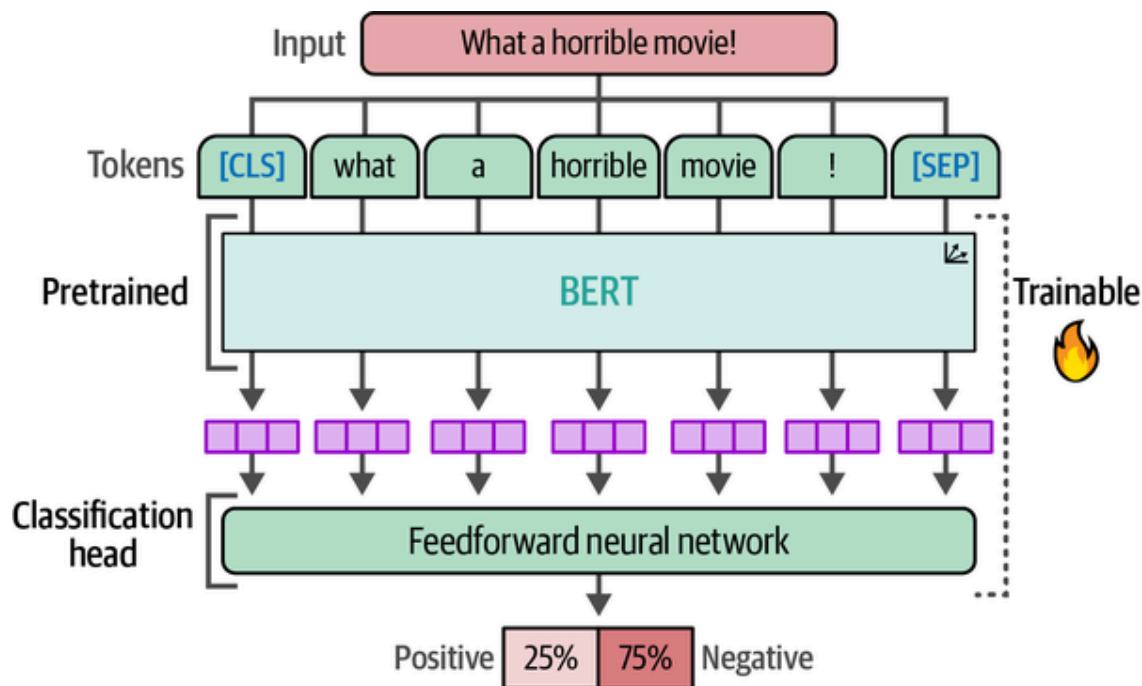 Input
What a horrible movie!
Tokens
[CLS] what a horrible movie ! [SEP]
Pretrained
BERT
Trainable
Classification
head
Feedforward neural network
Positive 25% 75% Negative